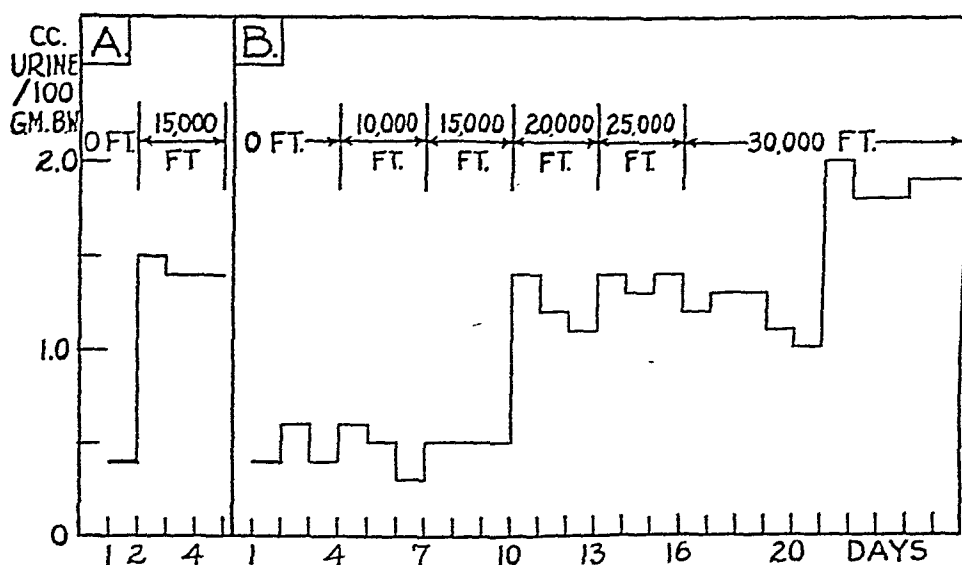 CC.
URINE
/100
GM.B.W.
A.
B.
0 FT.
15,000
FT
0 FT.
10,000
FT.
15,000
FT.
20,000
FT.
25,000
FT.
30,000 FT.
2.0
1.0
0
1 2 4 1 4 7 10 13 16 20 DAYS